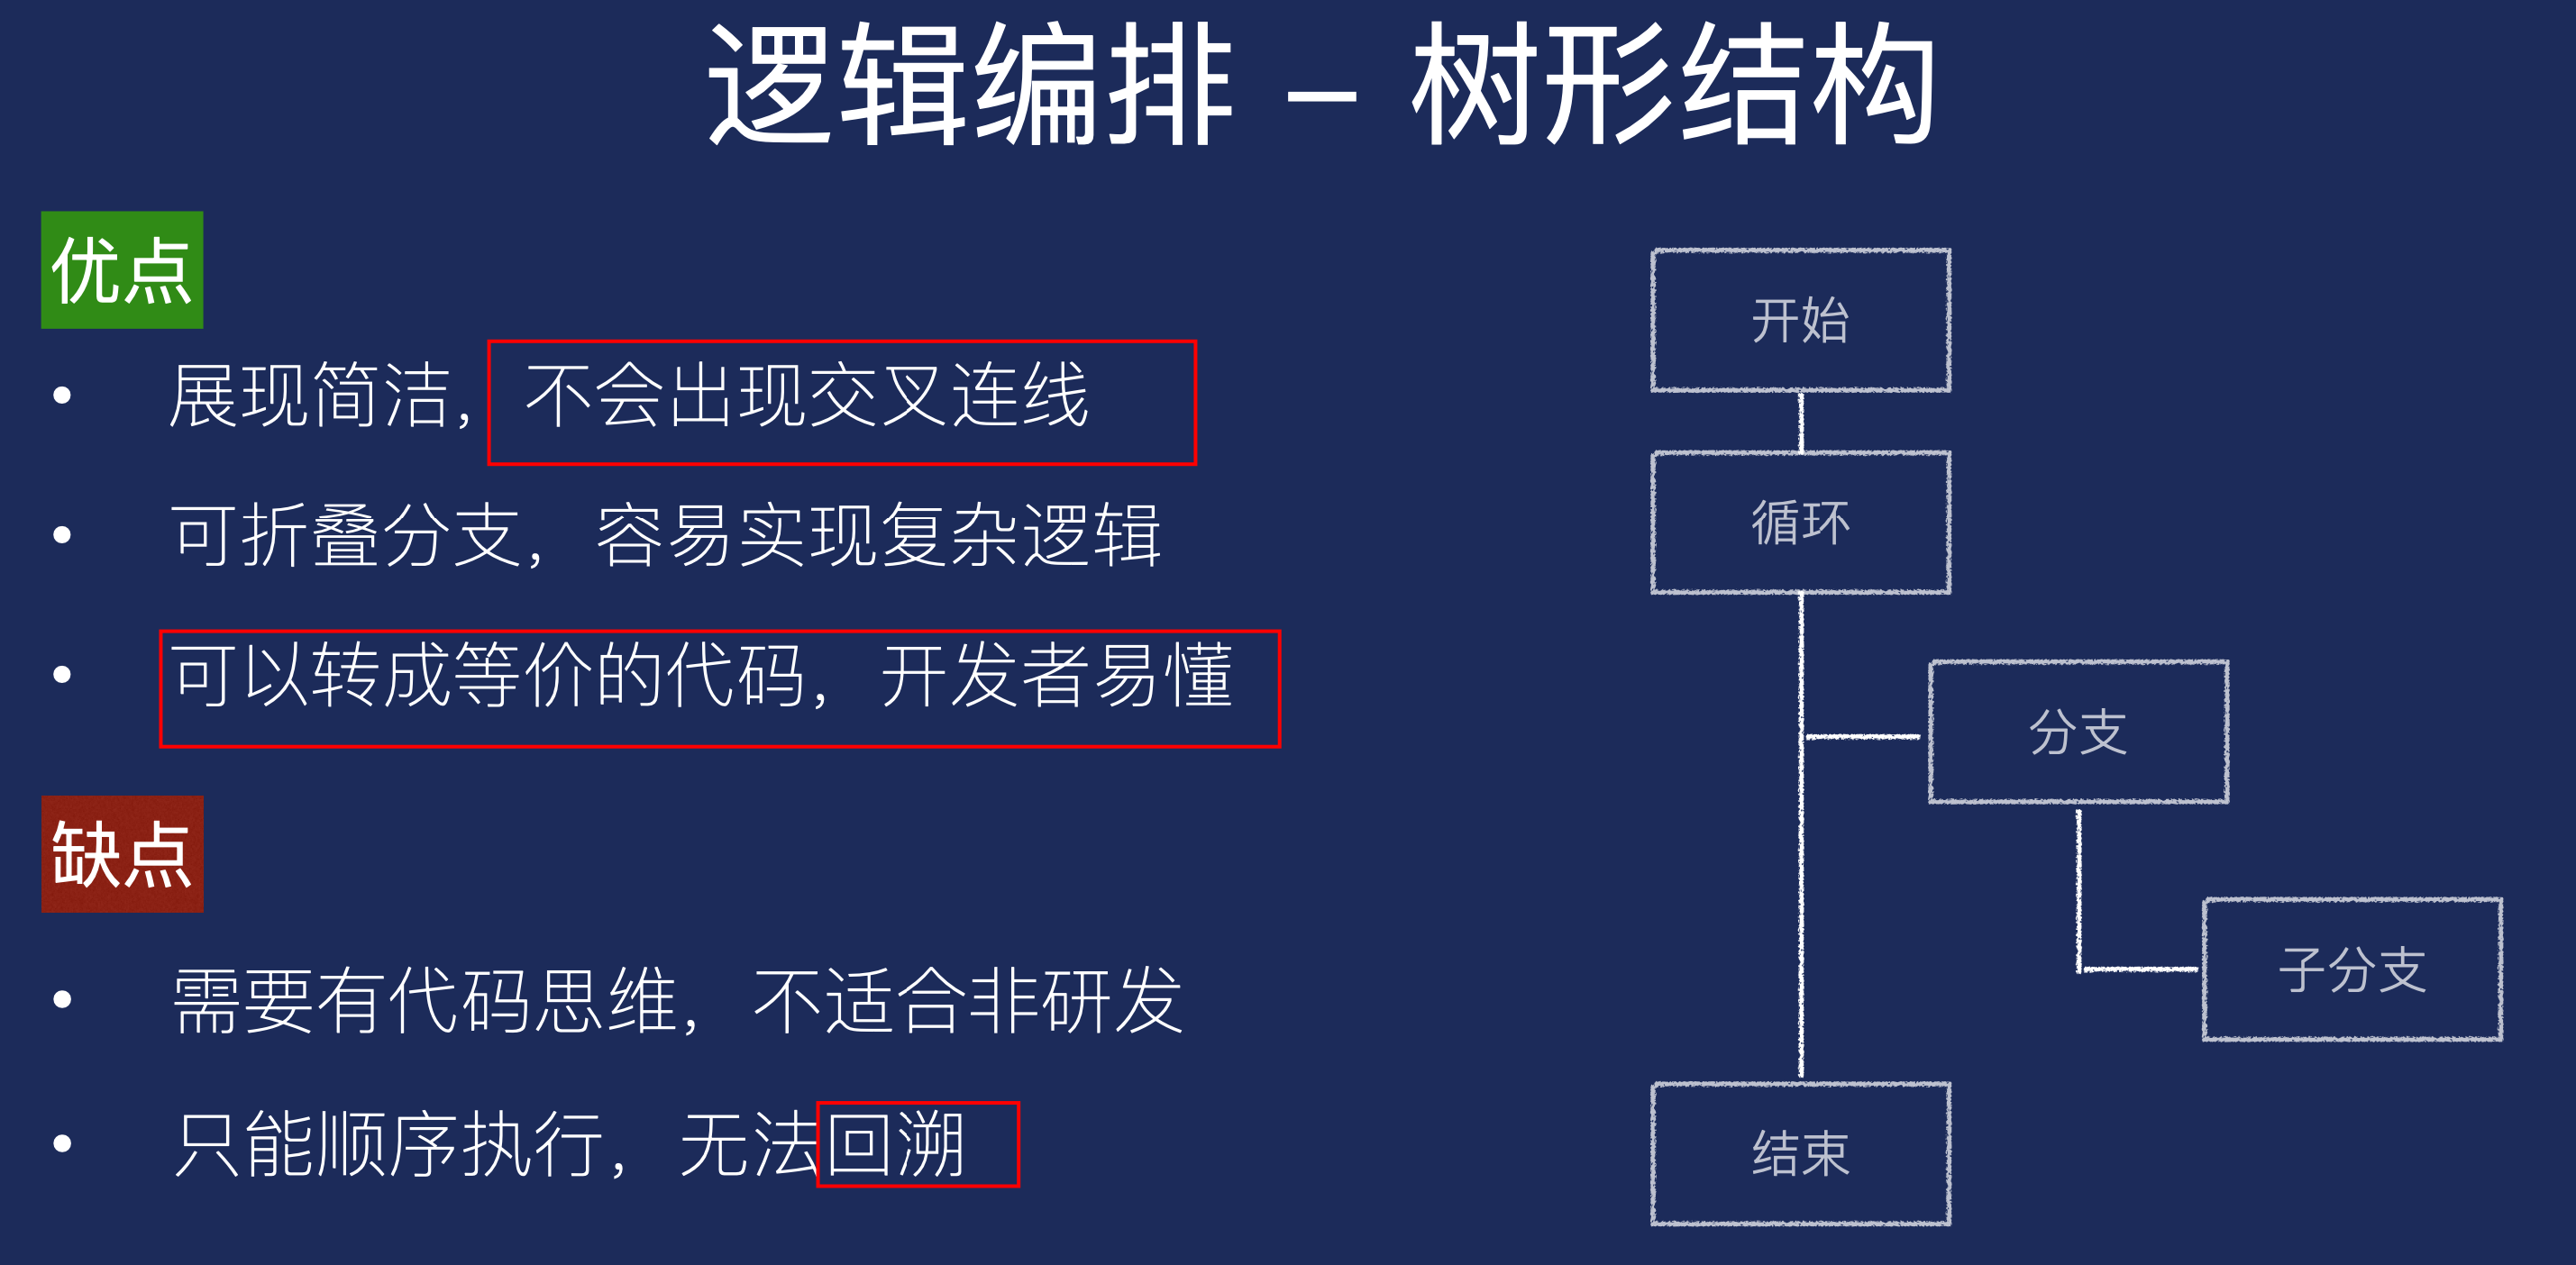 逻辑编排 – 树形结构
优点
• 展现简洁，不会出现交叉连线
• 可折叠分支，容易实现复杂逻辑
• 可以转成等价的代码，开发者易懂
缺点
• 需要有代码思维，不适合非研发
• 只能顺序执行，无法回溯
开始
循环
分支
子分支
结束